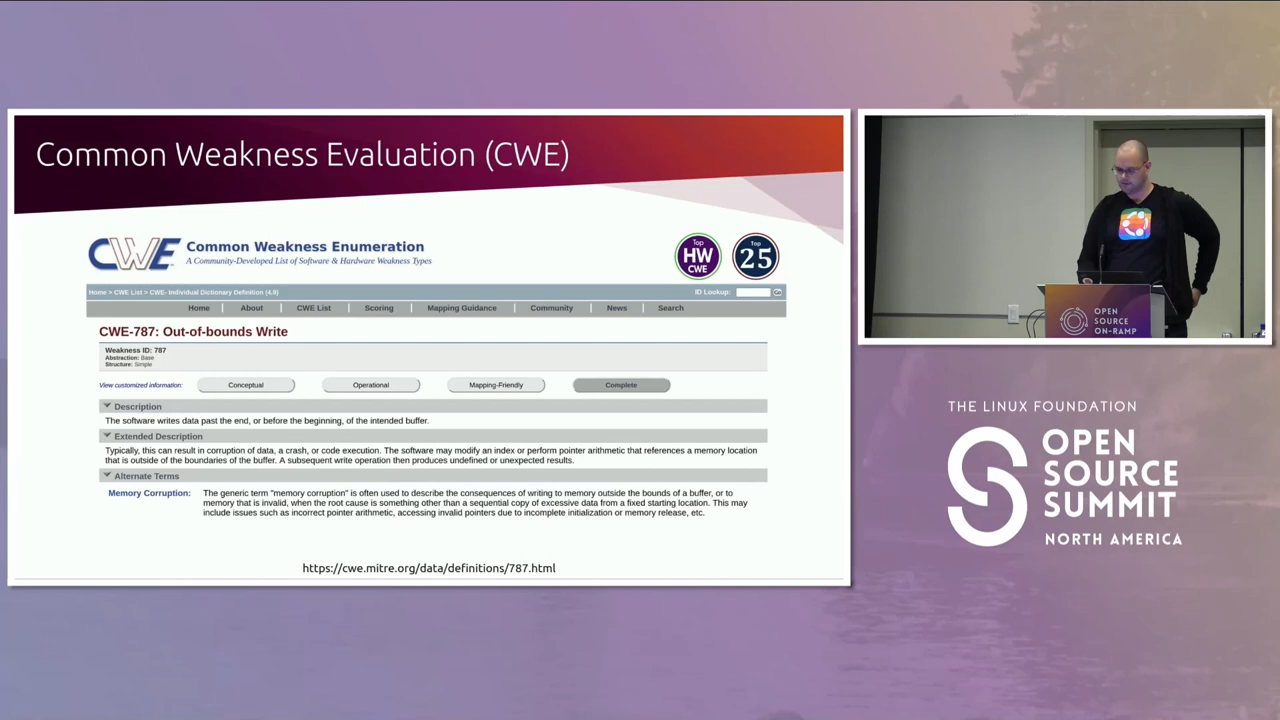 Common Weakness Evaluation (CWE)
CWE
Common Weakness Enumeration
A Community-Developed List of Software & Hardware Weakness Types
Top
HW
CWE
Top
25
Home > CWE List > CWE- Individual Dictionary Definition (4.9)
ID Lookup:
Go
Home | About | CWE List | Scoring | Mapping Guidance | Community | News | Search
CWE-787: Out-of-bounds Write
Weakness ID: 787
Abstraction: Base
Structure: Simple
View customized information:
Conceptual
Operational
Mapping-Friendly
Complete
Description
The software writes data past the end, or before the beginning, of the intended buffer.
Extended Description
Typically, this can result in corruption of data, a crash, or code execution. The software may modify an index or perform pointer arithmetic that references a memory location
that is outside of the boundaries of the buffer. A subsequent write operation then produces undefined or unexpected results.
Alternate Terms
Memory Corruption: The generic term "memory corruption" is often used to describe the consequences of writing to memory outside the bounds of a buffer, or to
memory that is invalid, when the root cause is something other than a sequential copy of excessive data from a fixed starting location. This may
include issues such as incorrect pointer arithmetic, accessing invalid pointers due to incomplete initialization or memory release, etc.
https://cwe.mitre.org/data/definitions/787.html
OPEN
SOURCE
ON-RAMP
THE LINUX FOUNDATION
OPEN
SOURCE
SUMMIT
NORTH AMERICA